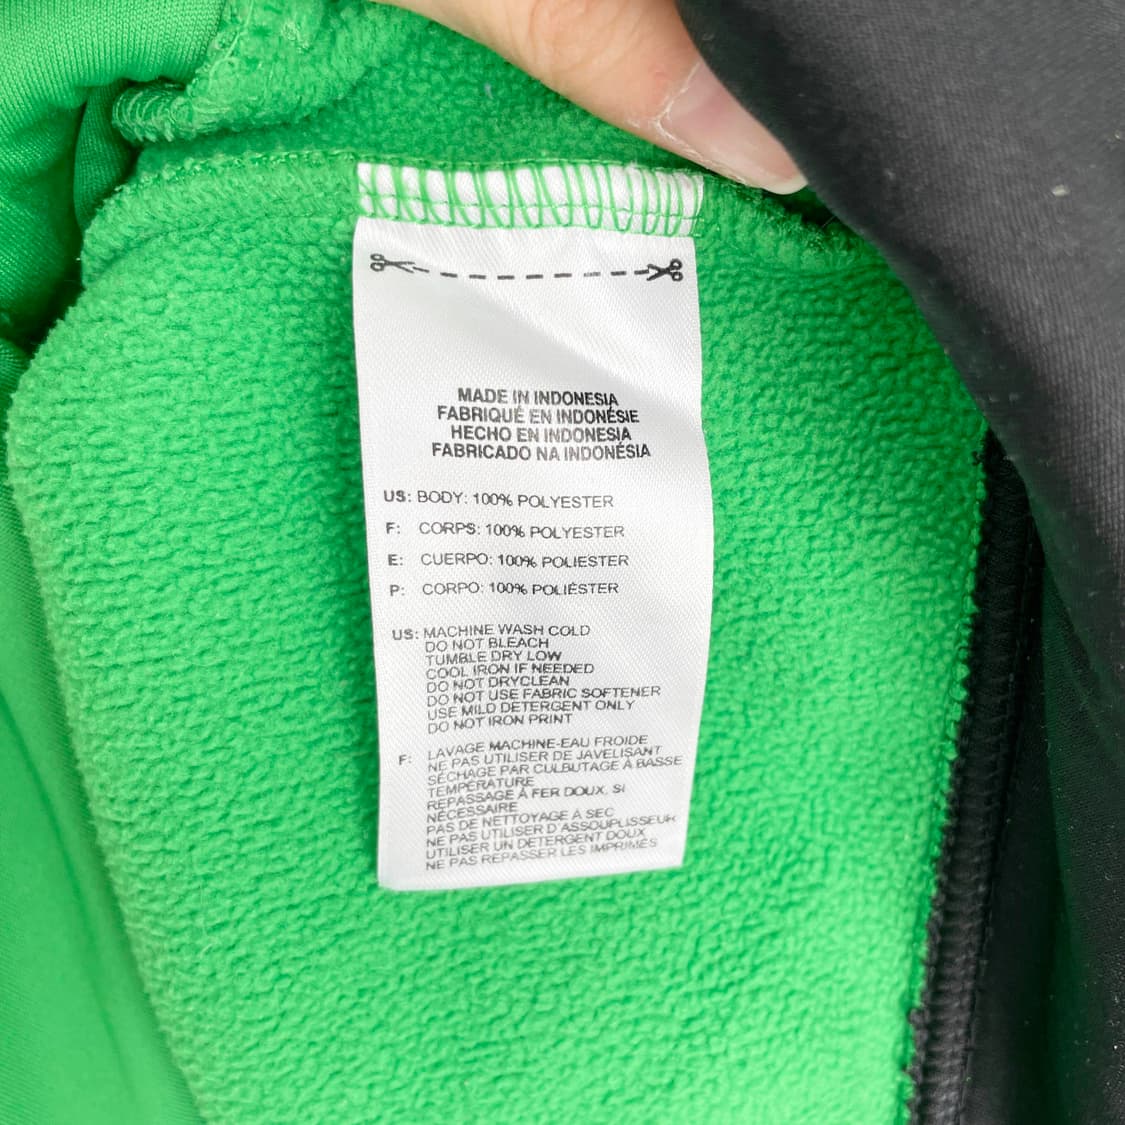 MADE IN INDONESIA
FABRIQUÉ EN INDONÉSIE
HECHO EN INDONESIA
FABRICADO NA INDONÉSIA
US: BODY: 100% POLYESTER
F: CORPS: 100% POLYESTER
E: CUERPO: 100% POLIESTER
P: CORPO: 100% POLIÉSTER
US: MACHINE WASH COLD
DO NOT BLEACH
TUMBLE DRY LOW
COOL IRON IF NEEDED
DO NOT DRYCLEAN
DO NOT USE FABRIC SOFTENER
USE MILD DETERGENT ONLY
DO NOT IRON PRINT
F: LAVAGE MACHINE-EAU FROIDE
NE PAS UTILISER DE JAVELISANT
SÉCHAGE PAR CULBUTAGE À BASSE
TEMPÉRATURE
REPASSAGE À FER DOUX, SI
NÉCESSAIRE
PAS DE NETTOYAGE À SEC
NE PAS UTILISER D'ASSOUPLISSEUR
UTILISER UN DETERGENT DOUX
NE PAS REPASSER LES IMPRIMÉS